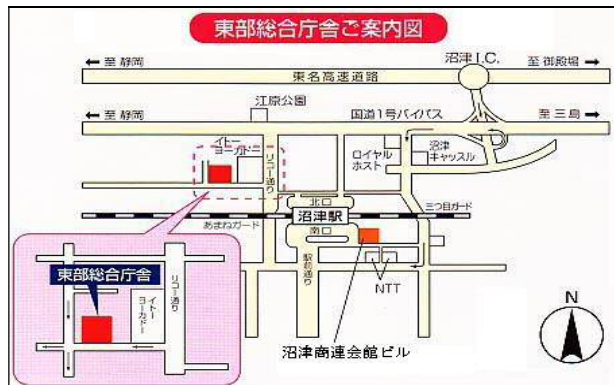 東部総合庁舎ご案内図
← 至 静岡
沼津I.C.
至 御殿場 →
東名高速道路
← 至 静岡
江原公園
国道1号バイパス
至 三島 →
イトー
ヨーカドー
リコー通り
ロイヤル
ホスト
沼津
キャッスル
北口
沼津駅
南口
あまねガード
三つ目ガード
駅前通り
NTT
沼津商連会館ビル
東部総合庁舎
イトー
ヨーカドー
リコー通り
N